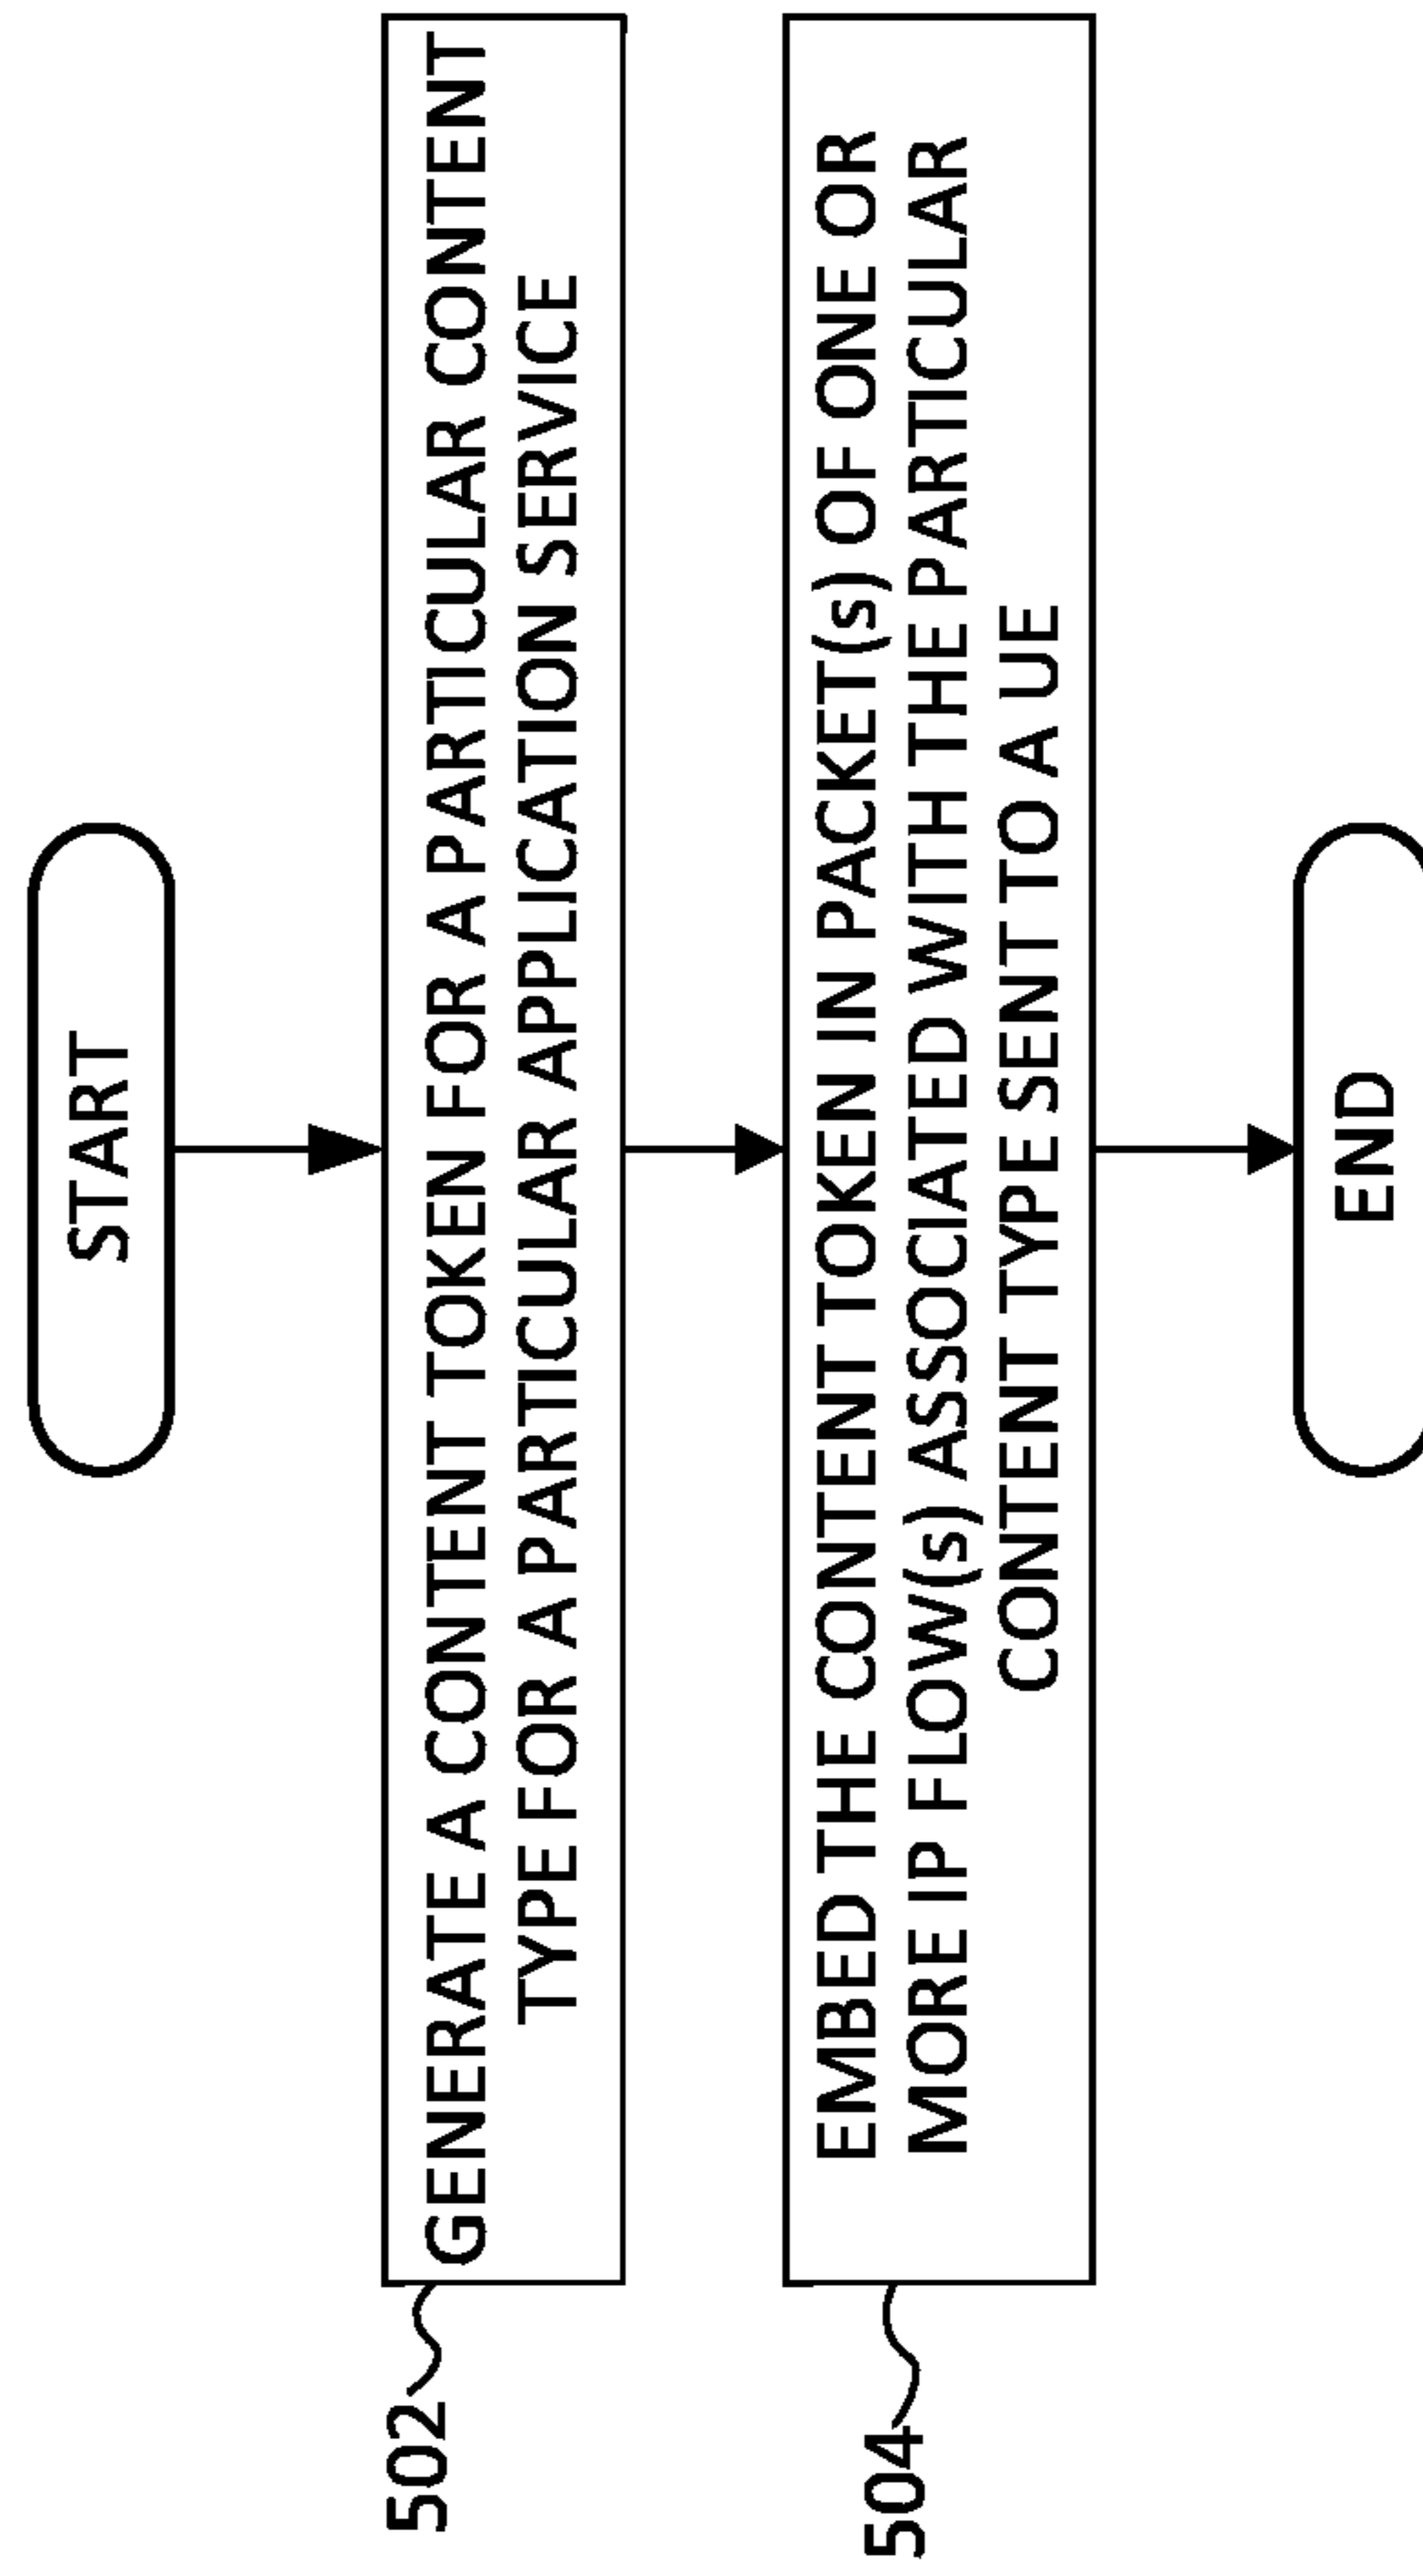 START
502
GENERATE A CONTENT TOKEN FOR A PARTICULAR CONTENT
TYPE FOR A PARTICULAR APPLICATION SERVICE
504
EMBED THE CONTENT TOKEN IN PACKET(s) OF ONE OR
MORE IP FLOW(s) ASSOCIATED WITH THE PARTICULAR
CONTENT TYPE SENT TO A UE
END